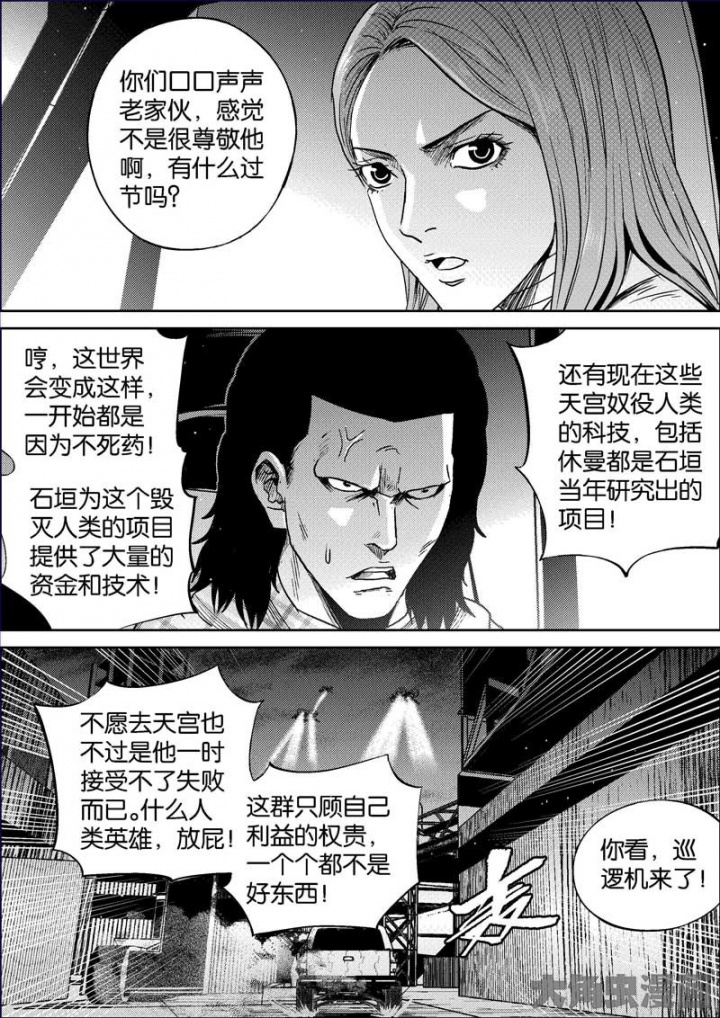 你们口口声声
老家伙，感觉
不是很尊敬他
啊，有什么过
节吗？
哼，这世界
会变成这样，
一开始都是
因为不死药！
石垣为这个毁
灭人类的项目
提供了大量的
资金和技术！
还有现在这些
天宫奴役人类
的科技，包括
休曼都是石垣
当年研究出的
项目！
不愿去天宫也
不过是他一时
接受不了失败
而已。什么人
类英雄，放屁！
这群只顾自己
利益的权贵，
一个个都不是
好东西！
你看，巡
逻机来了！